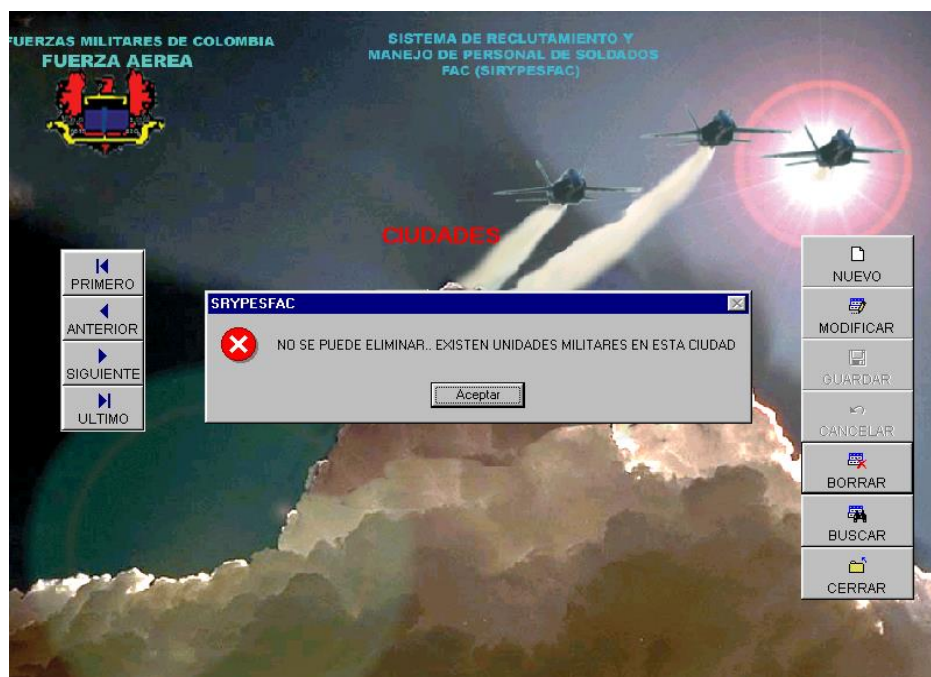 FUERZAS MILITARES DE COLOMBIA
FUERZA AEREA
SISTEMA DE RECLUTAMIENTO Y
MANEJO DE PERSONAL DE SOLDADOS
FAC (SIRYPESFAC)
CIUDADES
PRIMERO
ANTERIOR
SIGUIENTE
ULTIMO
SRYPESFAC
NO SE PUEDE ELIMINAR.. EXISTEN UNIDADES MILITARES EN ESTA CIUDAD
Aceptar
NUEVO
MODIFICAR
GUARDAR
CANCELAR
BORRAR
BUSCAR
CERRAR